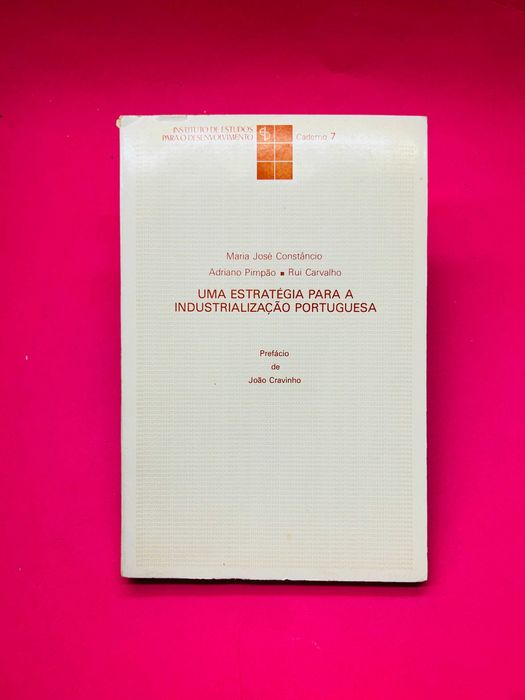 INSTITUTO DE ESTUDOS
PARA O DESENVOLVIMENTO
Caderno 7
Maria José Constâncio
Adriano Pimpão ■ Rui Carvalho
UMA ESTRATÉGIA PARA A
INDUSTRIALIZAÇÃO PORTUGUESA
Prefácio
de
João Cravinho